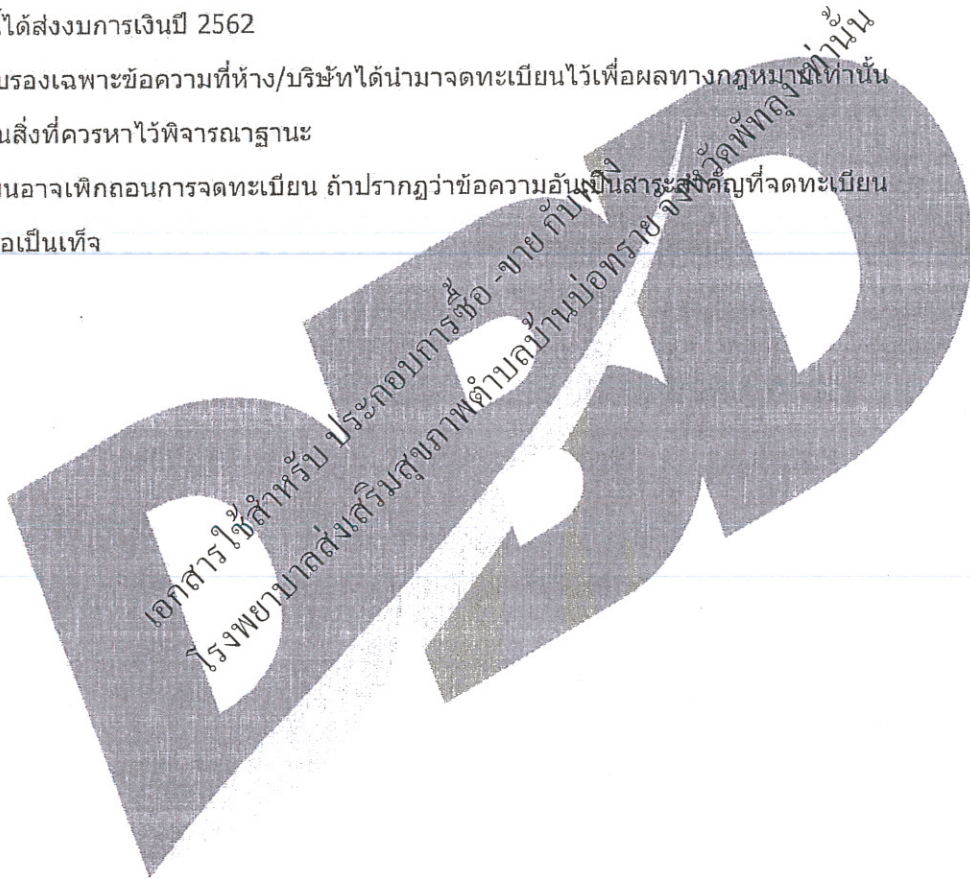 ได้ส่งงบการเงินปี 2562
บรองเฉพาะข้อความที่ห้าง/บริษัทได้นำมาจดทะเบียนไว้เพื่อผลทางกฎหมายเท่านั้น
นสิ่งที่ควรหาไว้พิจารณาฐานะ
ยนอาจเพิกถอนการจดทะเบียน ถ้าปรากฏว่าข้อความอันเป็นสาระสำคัญที่จดทะเบียน
อเป็นเท็จ
DBD
เอกสารใช้สำหรับ ประกอบการซื้อ -ขาย กับทาง
โรงพยาบาลส่งเสริมสุขภาพตำบลบ้านบ่อทราย จังหวัดพัทลุง เท่านั้น